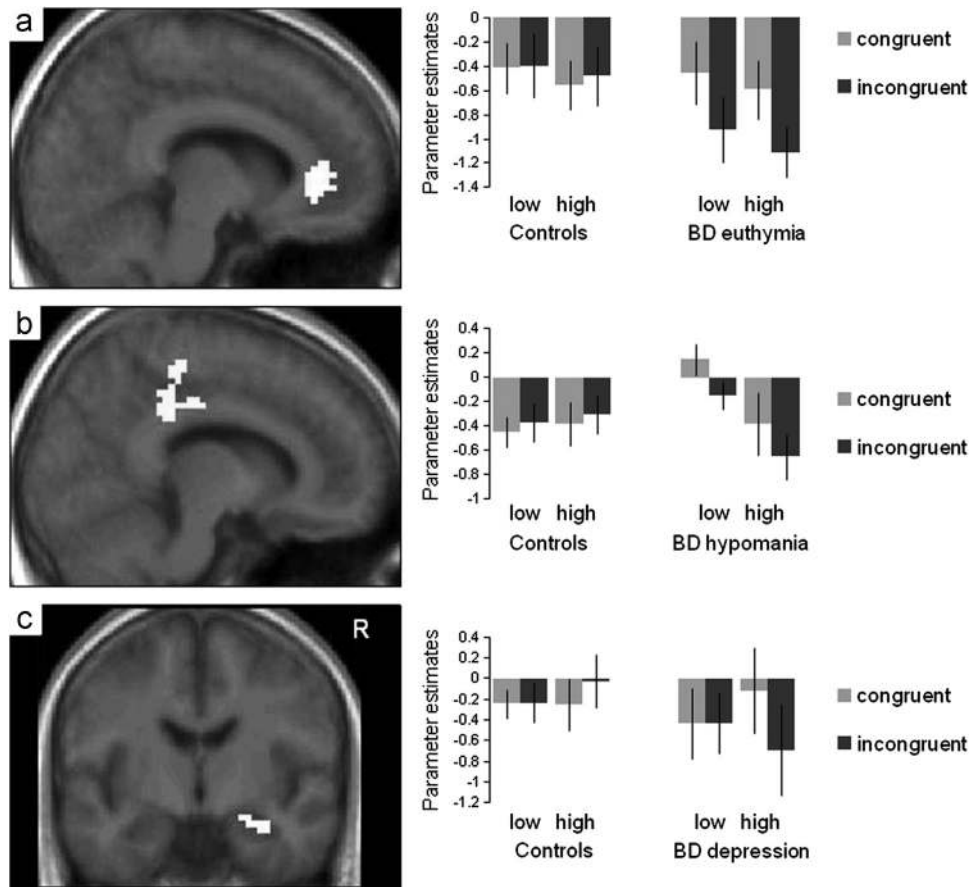 a
Parameter estimates
0
-0.2
-0.4
-0.6
-0.8
-1
-1.2
-1.4
low high
Controls
low high
BD euthymia
congruent
incongruent
b
Parameter estimates
0.4
0.2
0
-0.2
-0.4
-0.6
-0.8
-1
low high
Controls
low high
BD hypomania
congruent
incongruent
c
R
Parameter estimates
0.4
0.2
0
-0.2
-0.4
-0.6
-0.8
-1
-1.2
low high
Controls
low high
BD depression
congruent
incongruent